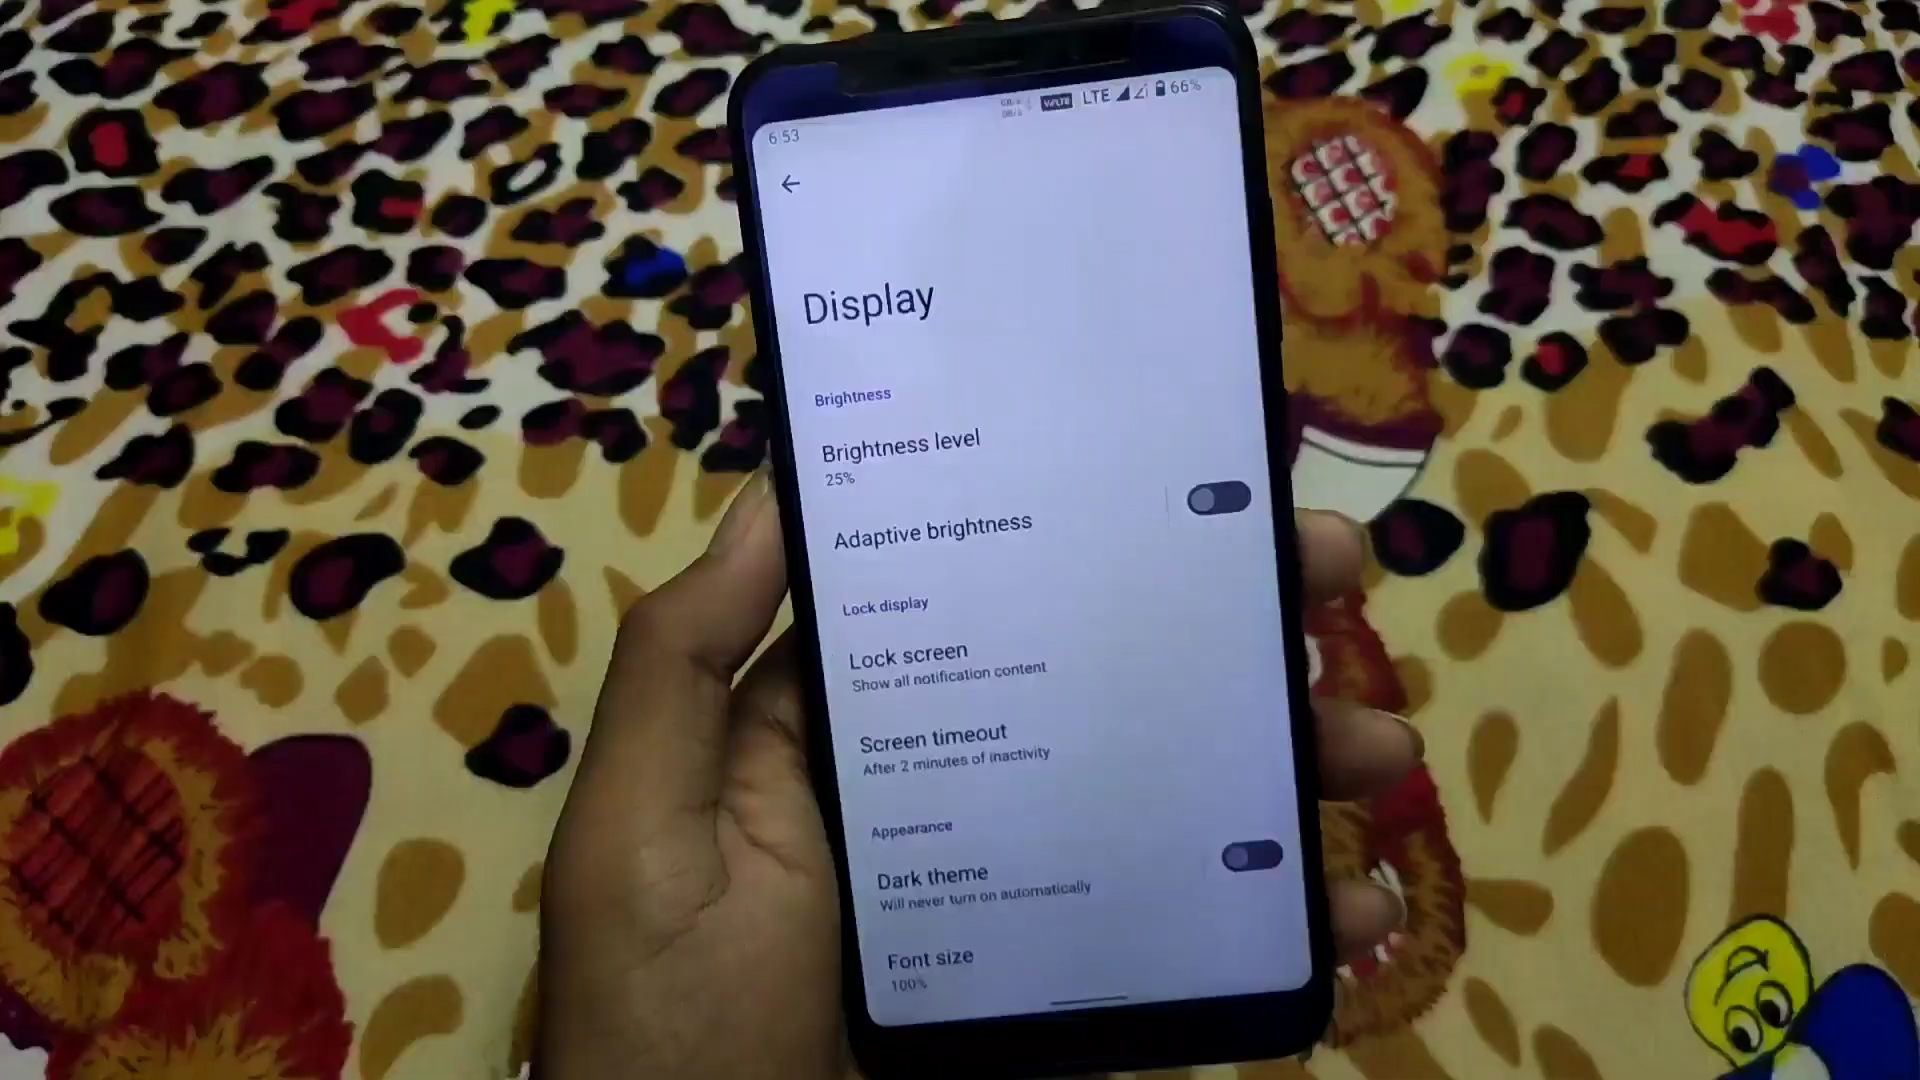 6:53
VoLTE LTE 66%
Display
Brightness
Brightness level
25%
Adaptive brightness
Lock display
Lock screen
Show all notification content
Screen timeout
After 2 minutes of inactivity
Appearance
Dark theme
Will never turn on automatically
Font size
100%